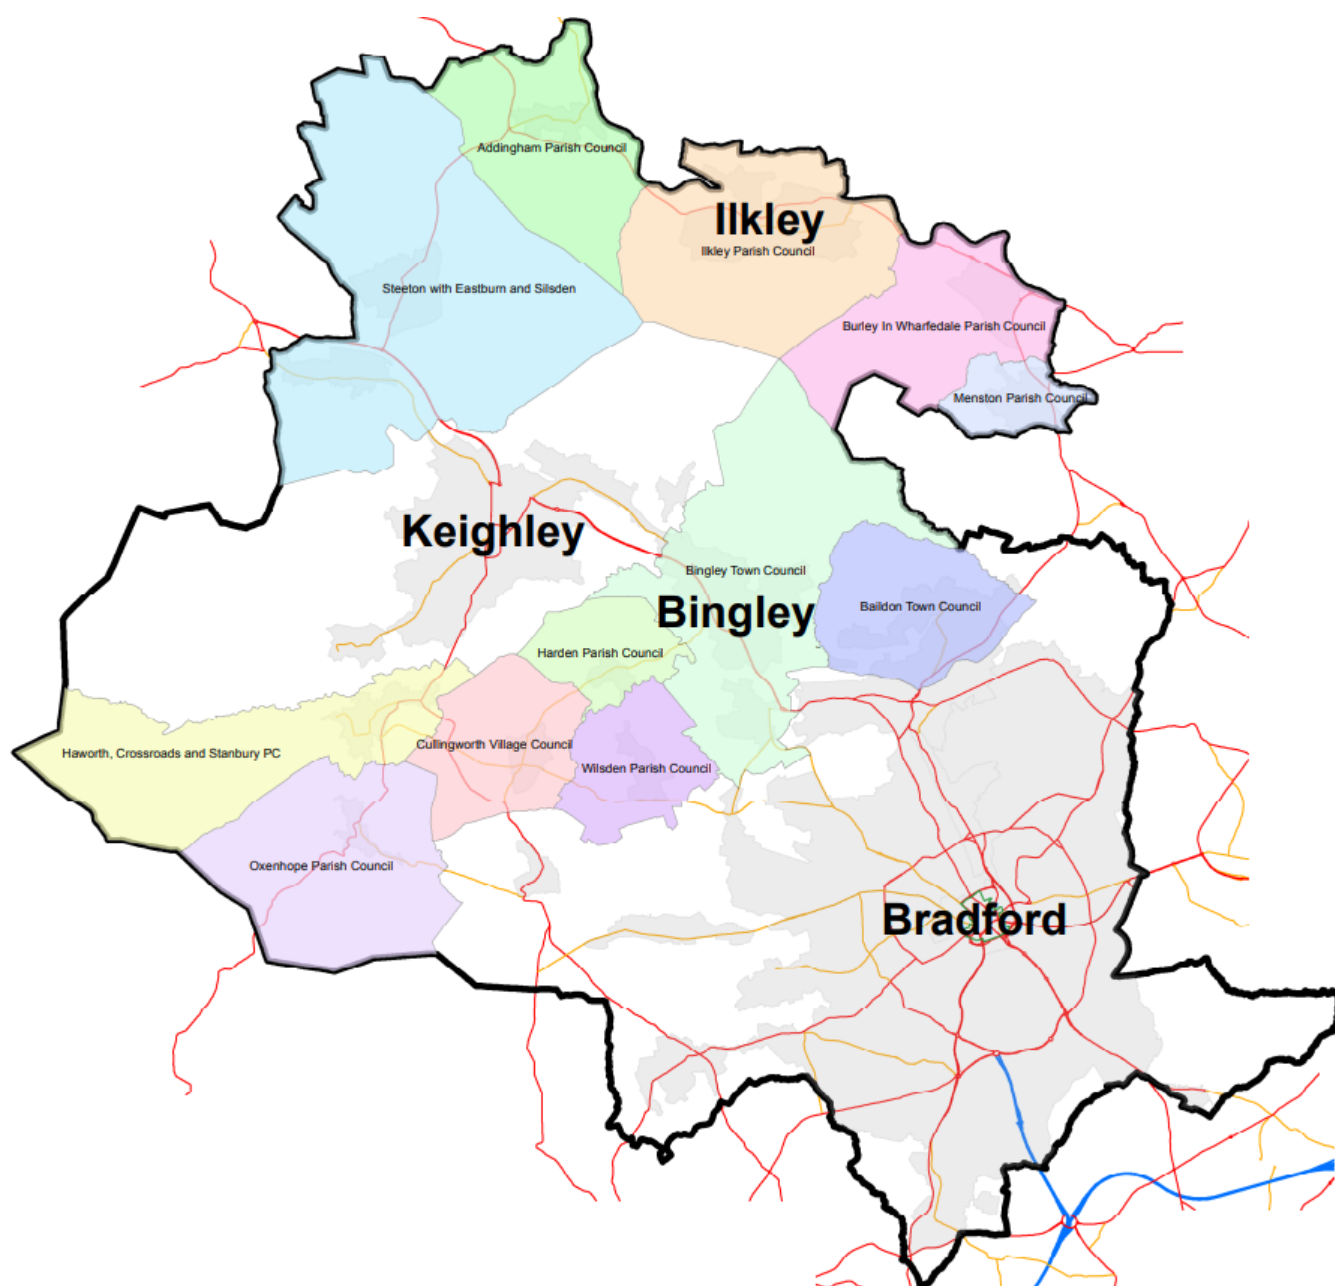 Addingham Parish Council
Ilkley
Ilkley Parish Council
Steeton with Eastburn and Silsden
Burley In Wharfedale Parish Council
Menston Parish Council
Keighley
Bingley Town Council
Bingley
Baildon Town Council
Harden Parish Council
Haworth, Crossroads and Stanbury PC
Cullingworth Village Council
Wilsden Parish Council
Oxenhope Parish Council
Bradford